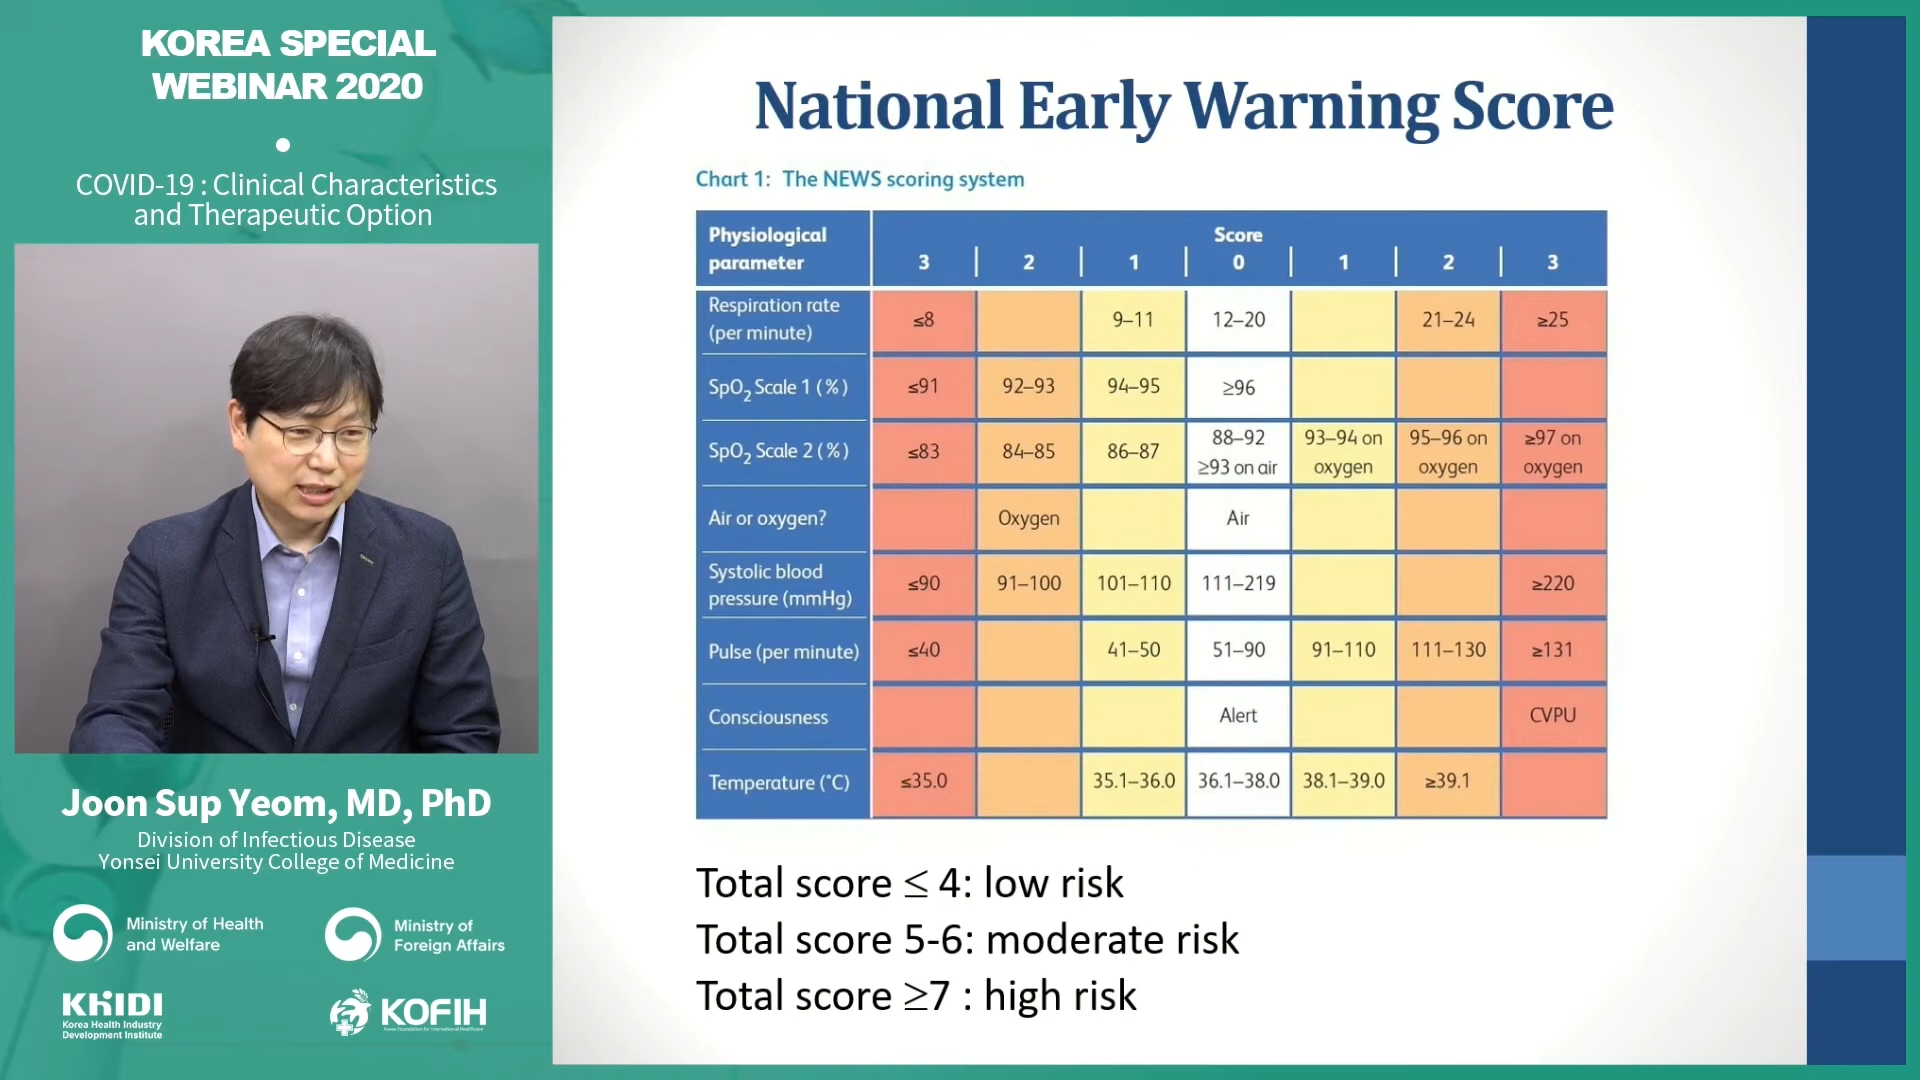 KOREA SPECIAL
WEBINAR 2020
COVID-19 : Clinical Characteristics
and Therapeutic Option
Joon Sup Yeom, MD, PhD
Division of Infectious Disease
Yonsei University College of Medicine
Ministry of Health
and Welfare
Ministry of
Foreign Affairs
KHIDI
Korea Health Industry
Development Institute
KOFIH
Korea Foundation for International Healthcare
National Early Warning Score
Chart 1: The NEWS scoring system
Physiological
parameter
Score
3 2 1 0 1 2 3
Respiration rate
(per minute)
≤8 9–11 12–20 21–24 ≥25
SpO2 Scale 1 (%) ≤91 92–93 94–95 ≥96
SpO2 Scale 2 (%) ≤83 84–85 86–87
88–92
≥93 on air
93–94 on
oxygen
95–96 on
oxygen
≥97 on
oxygen
Air or oxygen? Oxygen Air
Systolic blood
pressure (mmHg)
≤90 91–100 101–110 111–219 ≥220
Pulse (per minute) ≤40 41–50 51–90 91–110 111–130 ≥131
Consciousness Alert CVPU
Temperature (°C) ≤35.0 35.1–36.0 36.1–38.0 38.1–39.0 ≥39.1
Total score ≤ 4: low risk
Total score 5-6: moderate risk
Total score ≥7 : high risk